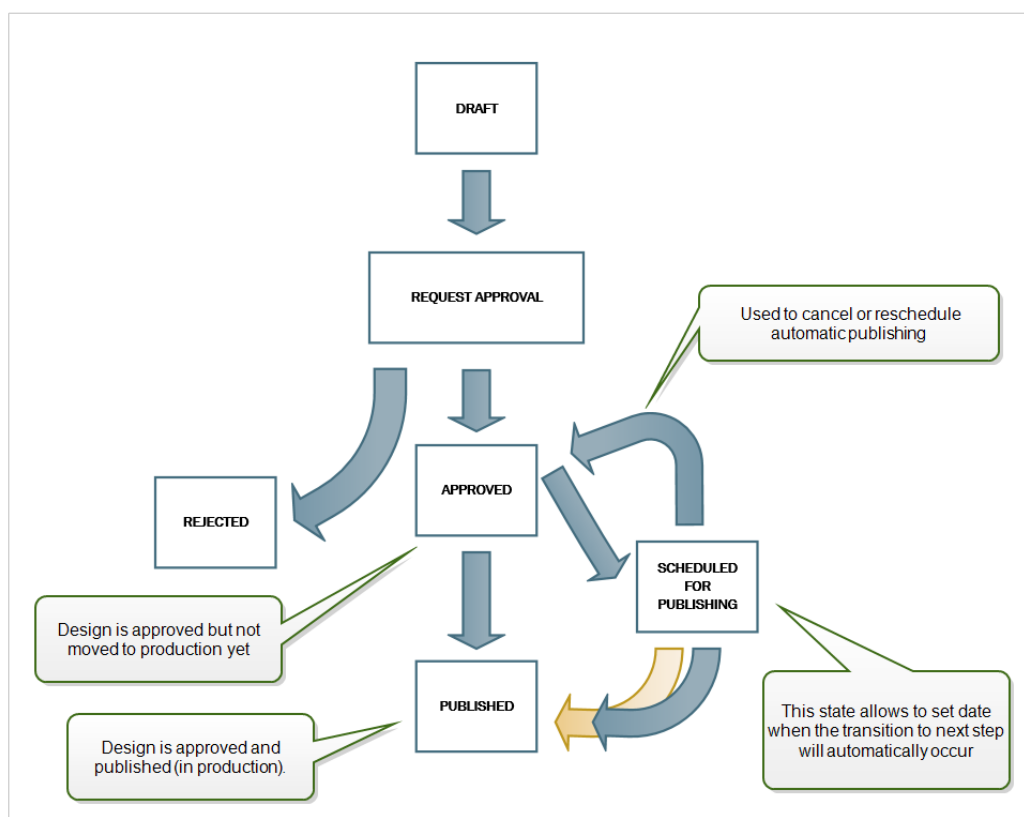 DRAFT
REQUEST APPROVAL
Used to cancel or reschedule
automatic publishing
APPROVED
REJECTED
SCHEDULED
FOR
PUBLISHING
Design is approved but not
moved to production yet
PUBLISHED
This state allows to set date
when the transition to next step
will automatically occur
Design is approved and
published (in production).